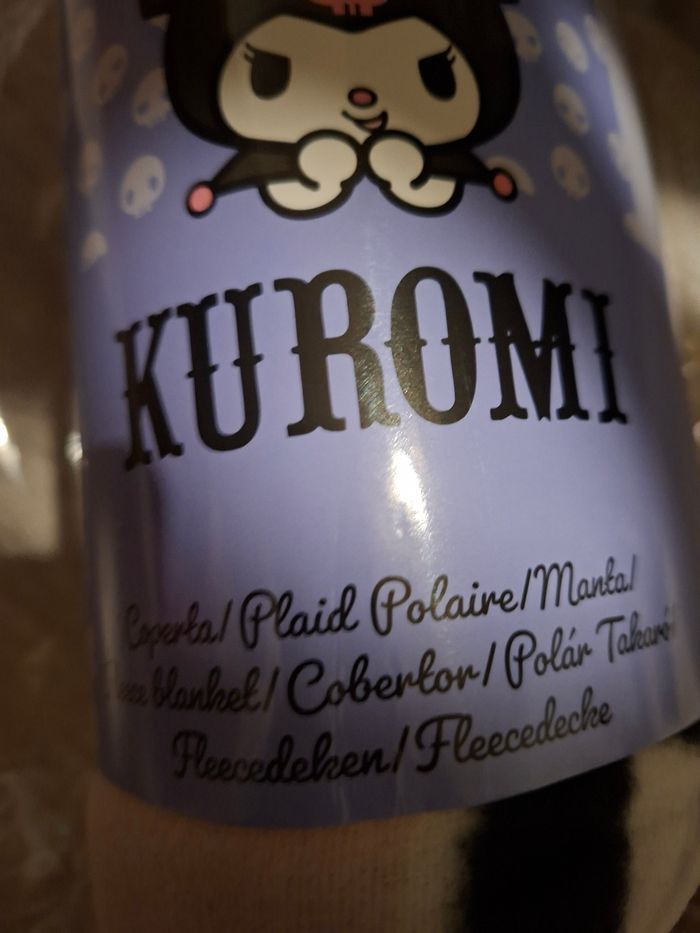 KUROMI
Coperta/Plaid Polaire/Manta/
blanket/Cobertor/Polár Takaró/
Fleecedeken/Fleecedecke